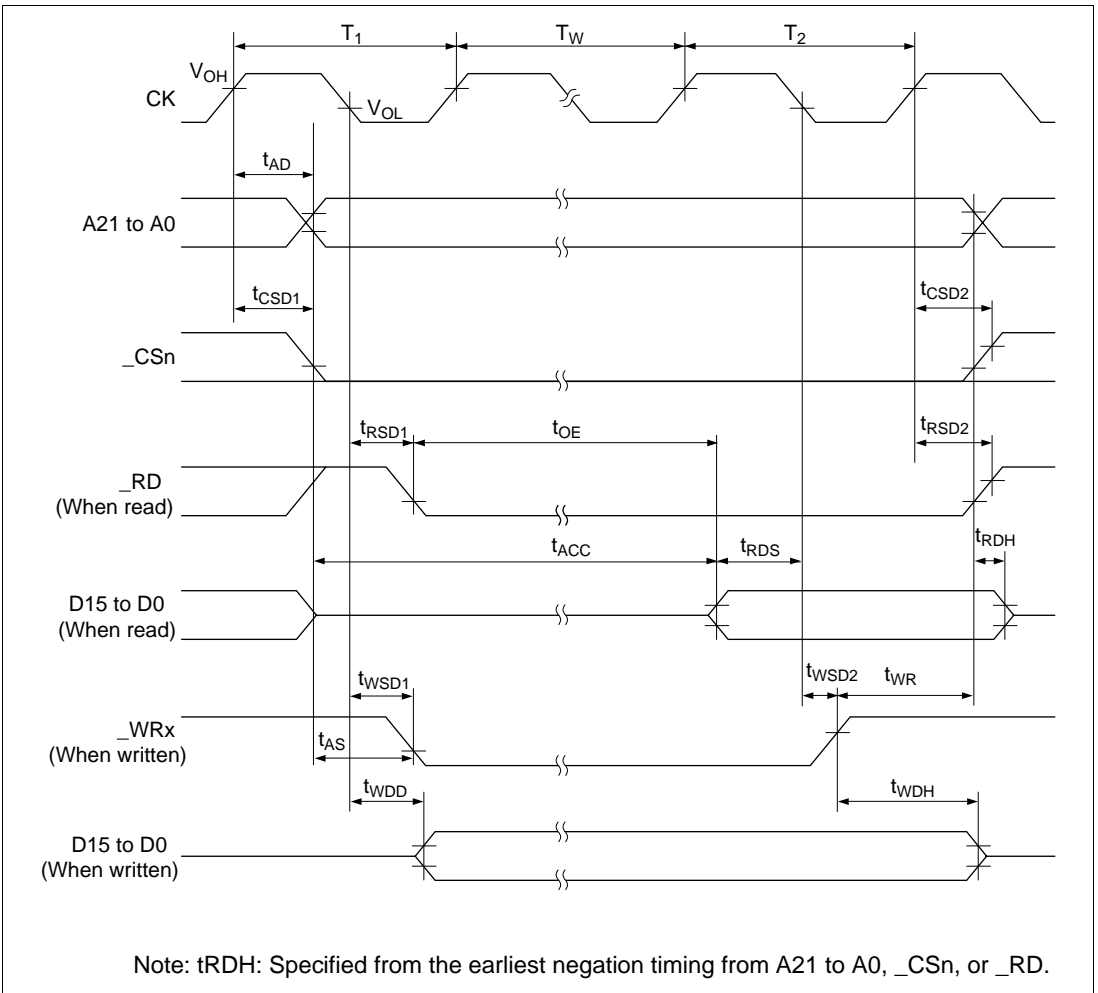 T1 TW T2
VOH
CK
VOL
tAD
A21 to A0
tCSD1 tCSD2
_CSn
tRSD1 tOE tRSD2
_RD
(When read)
tACC tRDS tRDH
D15 to D0
(When read)
tWSD1 tWSD2 tWR
_WRx
(When written)
tAS
tWDD tWDH
D15 to D0
(When written)
Note: tRDH: Specified from the earliest negation timing from A21 to A0, _CSn, or _RD.